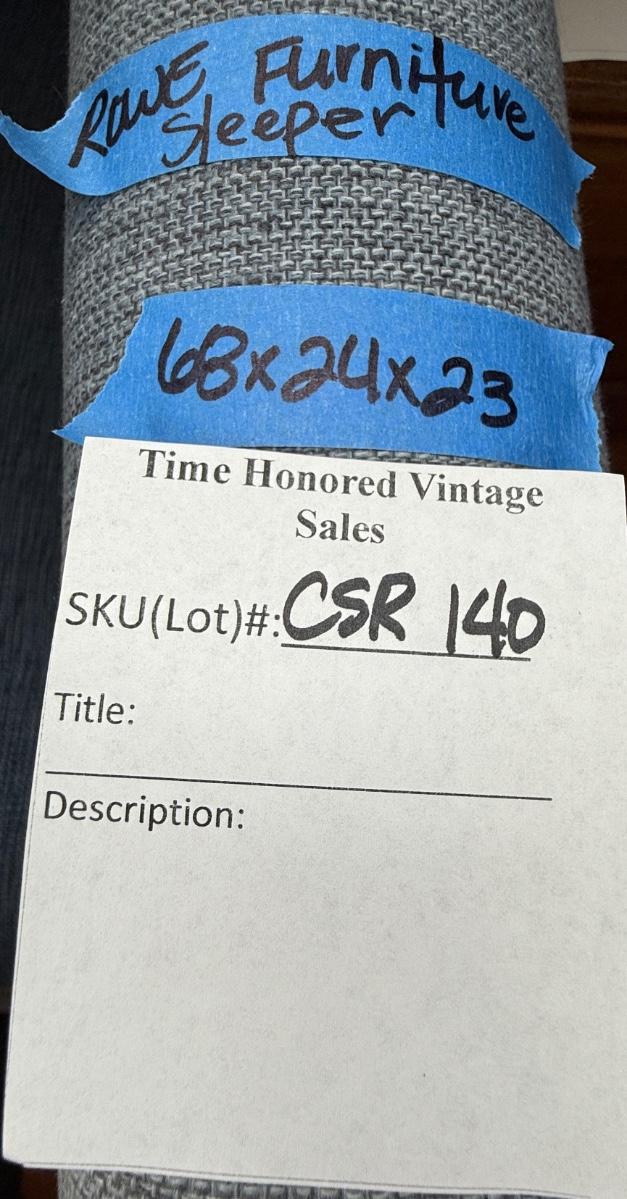 ROWE Furniture
Sleeper
68x24x23
Time Honored Vintage
Sales
SKU(Lot)#: CSR 140
Title:
Description: